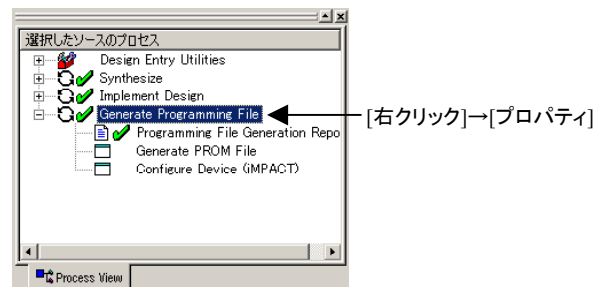 選択したソースのプロセス
Design Entry Utilities
Synthesize
Implement Design
Generate Programming File
[右クリック]→[プロパティ]
Programming File Generation Repo
Generate PROM File
Configure Device (iMPACT)
Process View